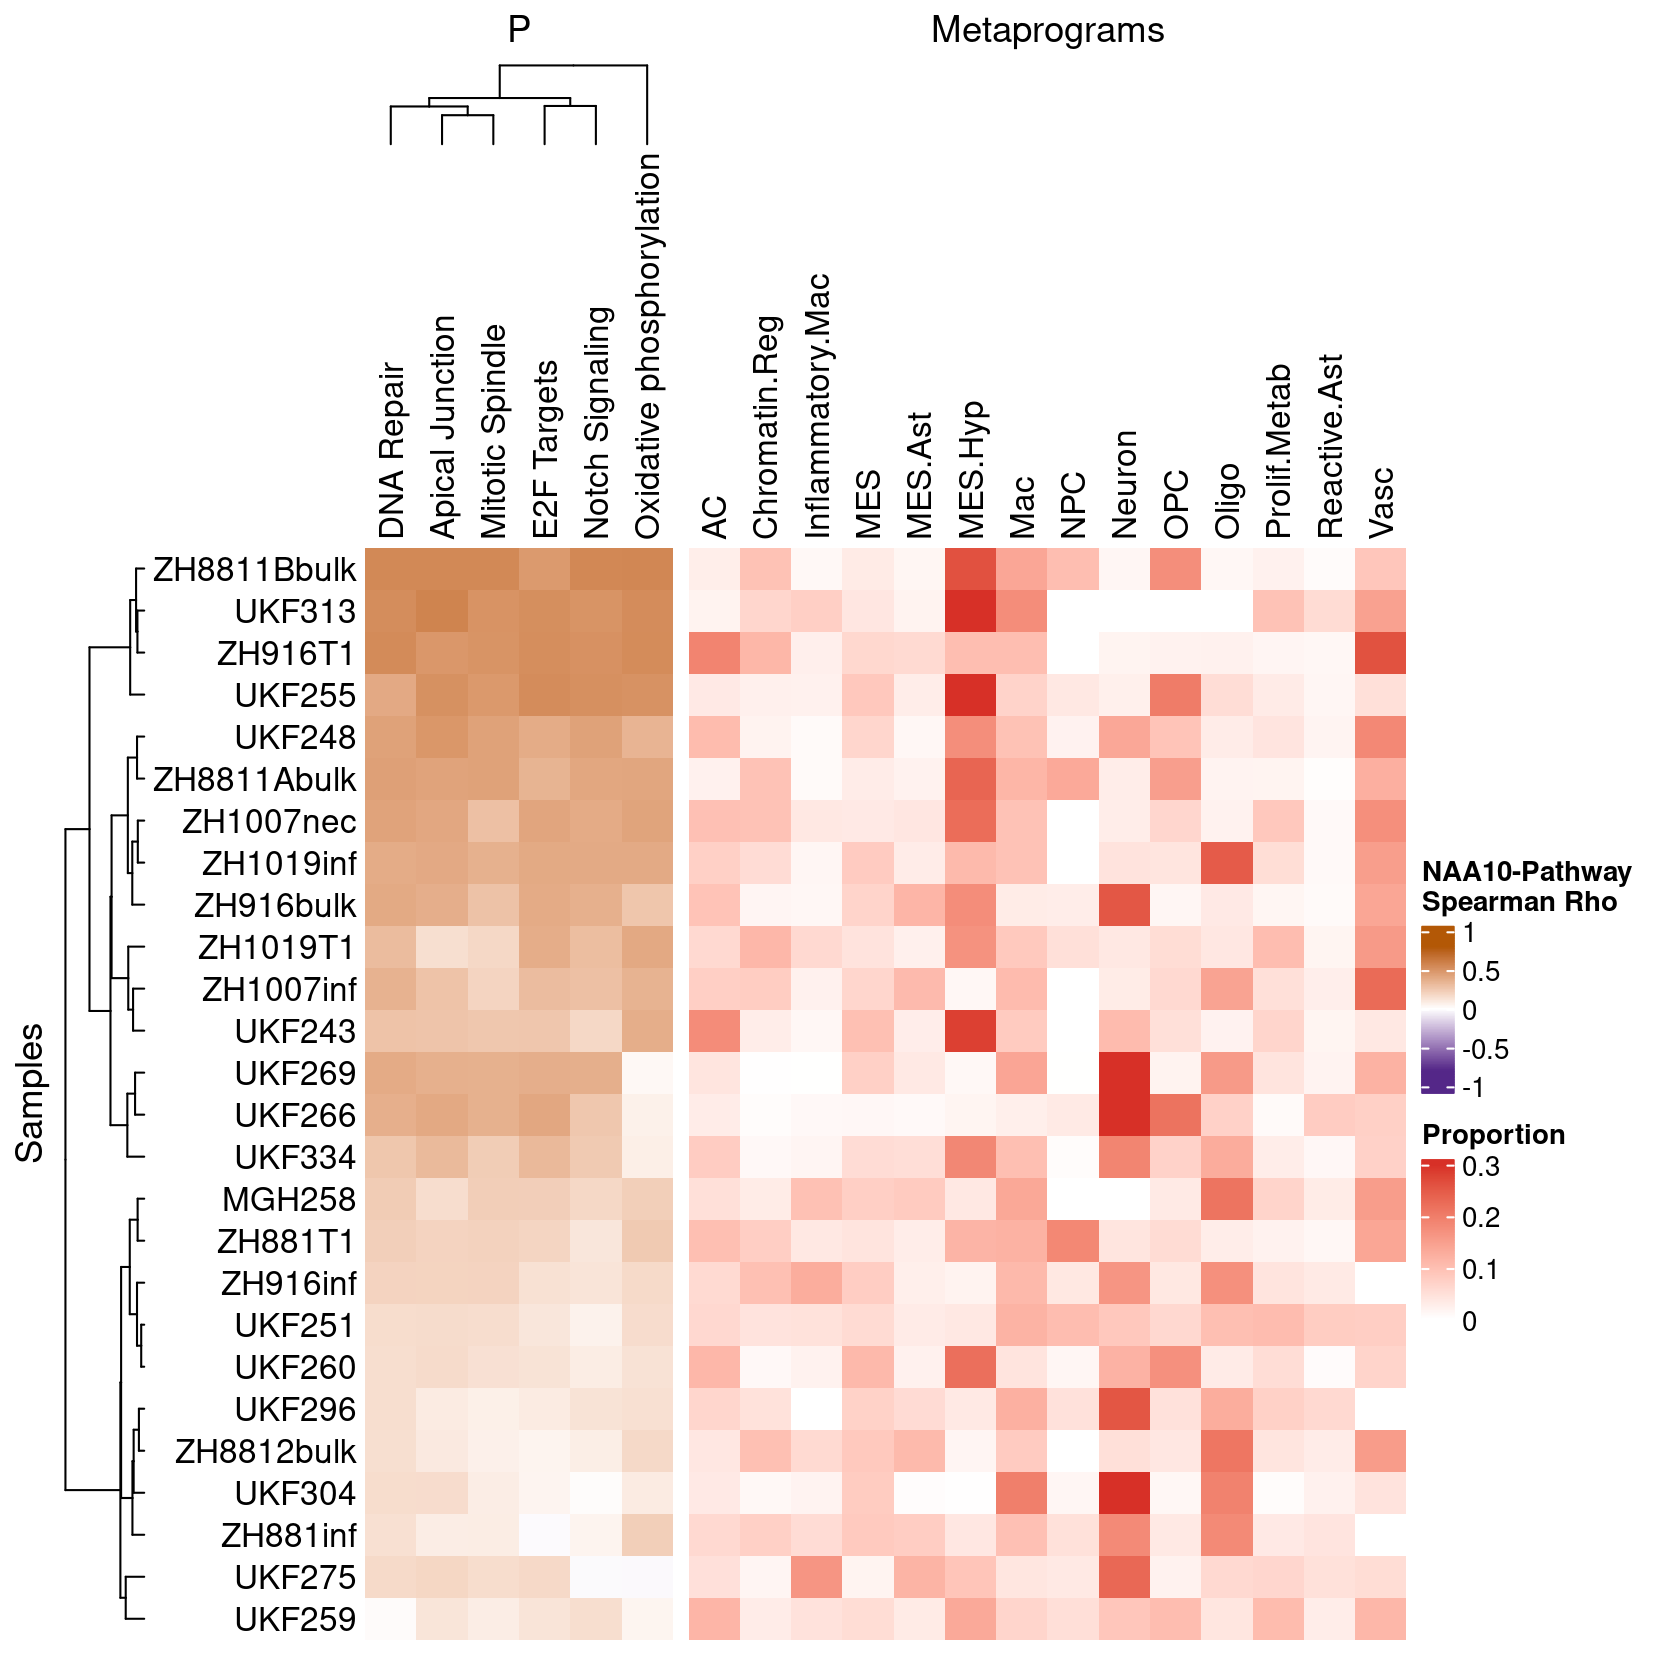 P
Metaprograms
DNA Repair
Apical Junction
Mitotic Spindle
E2F Targets
Notch Signaling
Oxidative phosphorylation
AC
Chromatin.Reg
Inflammatory.Mac
MES
MES.Ast
MES.Hyp
Mac
NPC
Neuron
OPC
Oligo
Prolif.Metab
Reactive.Ast
Vasc
Samples
ZH8811Bbulk
UKF313
ZH916T1
UKF255
UKF248
ZH8811Abulk
ZH1007nec
ZH1019inf
ZH916bulk
ZH1019T1
ZH1007inf
UKF243
UKF269
UKF266
UKF334
MGH258
ZH881T1
ZH916inf
UKF251
UKF260
UKF296
ZH8812bulk
UKF304
ZH881inf
UKF275
UKF259
NAA10-Pathway
Spearman Rho
1
0.5
0
-0.5
-1
Proportion
0.3
0.2
0.1
0